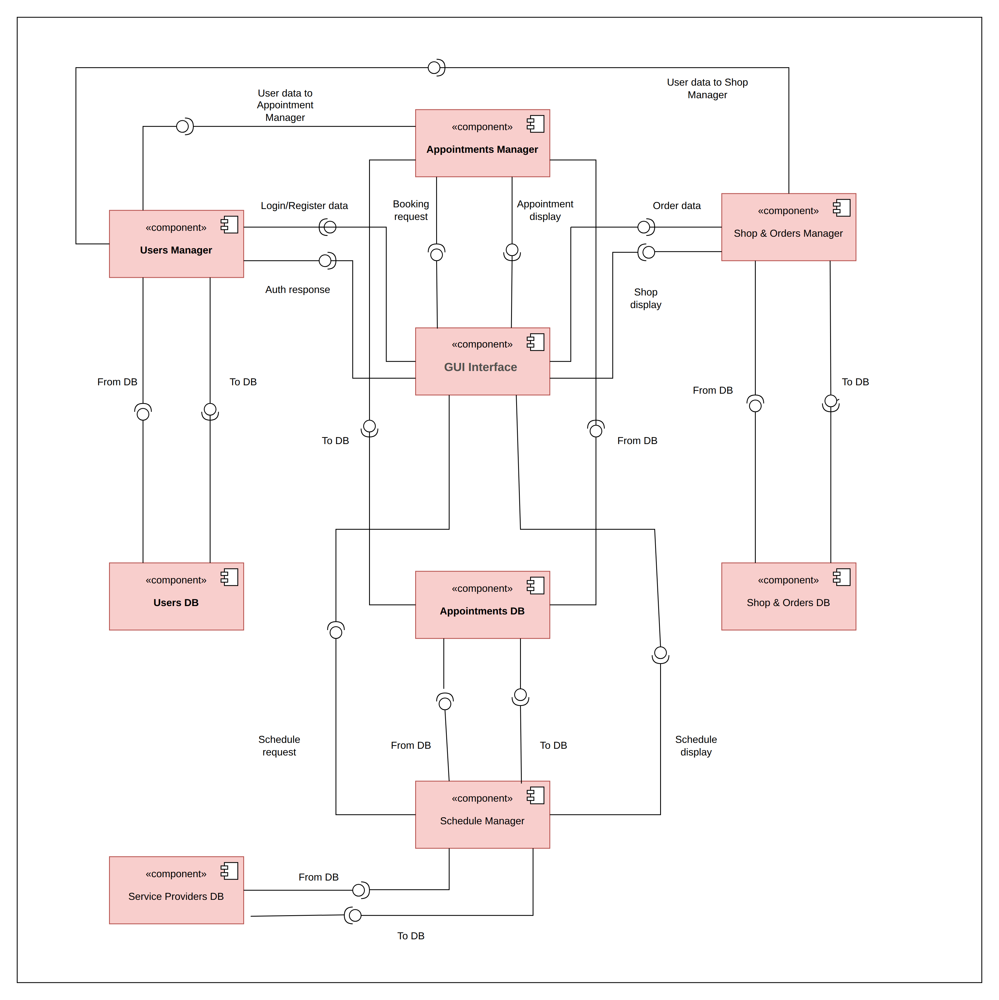 User data to Shop
Manager
User data to
Appointment
Manager
«component»
Appointments Manager
Login/Register data
Booking
request
Appointment
display
Order data
«component»
Users Manager
«component»
Shop & Orders Manager
Auth response
Shop
display
«component»
GUI Interface
From DB
To DB
From DB
To DB
To DB
From DB
«component»
Users DB
«component»
Appointments DB
«component»
Shop & Orders DB
Schedule
request
From DB
To DB
Schedule
display
«component»
Schedule Manager
«component»
Service Providers DB
From DB
To DB